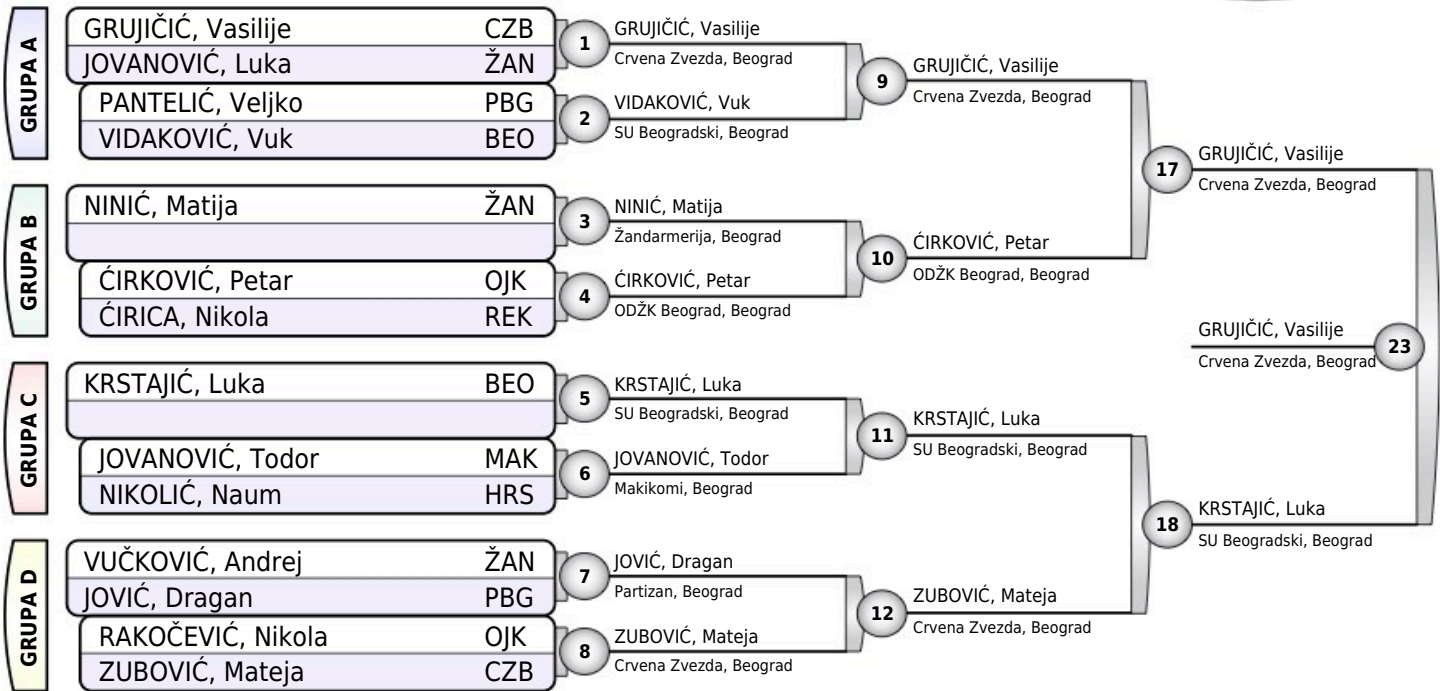 GRUPA A
GRUJIČIĆ, Vasilije CZB
JOVANOVIĆ, Luka ŽAN
PANTELIĆ, Veljko PBG
VIDAKOVIĆ, Vuk BEO
GRUPA B
NINIĆ, Matija ŽAN
ĆIRKOVIĆ, Petar OJK
ĆIRICA, Nikola REK
GRUPA C
KRSTAJIĆ, Luka BEO
JOVANOVIĆ, Todor MAK
NIKOLIĆ, Naum HRS
GRUPA D
VUČKOVIĆ, Andrej ŽAN
JOVIĆ, Dragan PBG
RAKOČEVIĆ, Nikola OJK
ZUBOVIĆ, Mateja CZB
1
GRUJIČIĆ, Vasilije
Crvena Zvezda, Beograd
2
VIDAKOVIĆ, Vuk
SU Beogradski, Beograd
3
NINIĆ, Matija
Žandarmerija, Beograd
4
ĆIRKOVIĆ, Petar
ODŽK Beograd, Beograd
5
KRSTAJIĆ, Luka
SU Beogradski, Beograd
6
JOVANOVIĆ, Todor
Makikomi, Beograd
7
JOVIĆ, Dragan
Partizan, Beograd
8
ZUBOVIĆ, Mateja
Crvena Zvezda, Beograd
9
GRUJIČIĆ, Vasilije
Crvena Zvezda, Beograd
10
ĆIRKOVIĆ, Petar
ODŽK Beograd, Beograd
11
KRSTAJIĆ, Luka
SU Beogradski, Beograd
12
ZUBOVIĆ, Mateja
Crvena Zvezda, Beograd
17
GRUJIČIĆ, Vasilije
Crvena Zvezda, Beograd
18
KRSTAJIĆ, Luka
SU Beogradski, Beograd
GRUJIČIĆ, Vasilije
Crvena Zvezda, Beograd
23